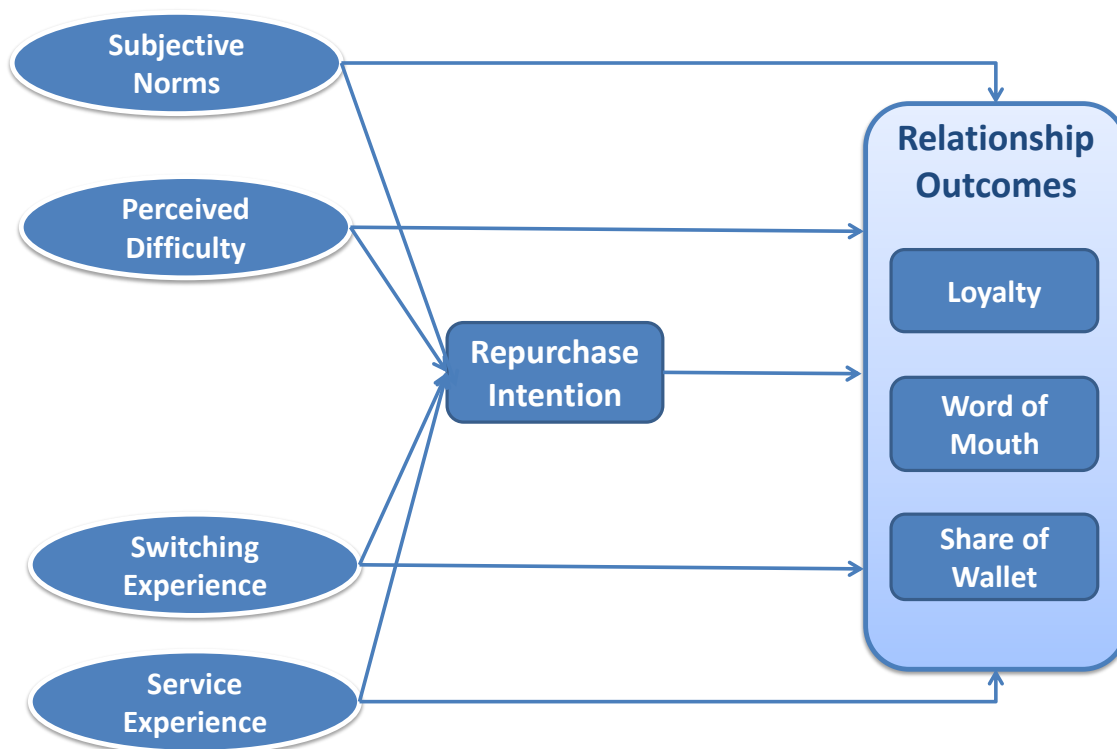 Subjective
Norms
Perceived
Difficulty
Repurchase
Intention
Switching
Experience
Service
Experience
Relationship
Outcomes
Loyalty
Word of
Mouth
Share of
Wallet